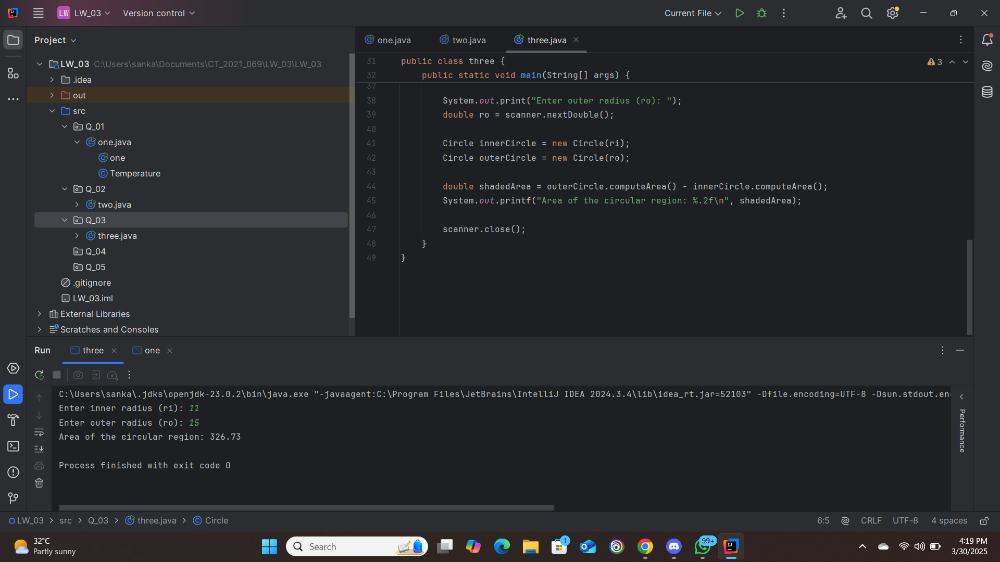 LW LW_03 Version control Current File
Project
one.java two.java three.java
LW_03 C:\Users\sanka\Documents\CT_2021_069\LW_03\LW_03
.idea
out
src
Q_01
one.java
one
Temperature
Q_02
two.java
Q_03
three.java
Q_04
Q_05
.gitignore
LW_03.iml
External Libraries
Scratches and Consoles
31 public class three { 3
32 public static void main(String[] args) {
37
38 System.out.print("Enter outer radius (ro): ");
39 double ro = scanner.nextDouble();
40
41 Circle innerCircle = new Circle(ri);
42 Circle outerCircle = new Circle(ro);
43
44 double shadedArea = outerCircle.computeArea() - innerCircle.computeArea();
45 System.out.printf("Area of the circular region: %.2f\n", shadedArea);
46
47 scanner.close();
48 }
49 }
Run three one
C:\Users\sanka\.jdks\openjdk-23.0.2\bin\java.exe "-javaagent:C:\Program Files\JetBrains\IntelliJ IDEA 2024.3.4\lib\idea_rt.jar=52103" -Dfile.encoding=UTF-8 -Dsun.stdout.en
Enter inner radius (ri): 11
Enter outer radius (ro): 15
Area of the circular region: 326.73
Process finished with exit code 0
Performance
LW_03 > src > Q_03 > three.java > Circle 6:5 CRLF UTF-8 4 spaces
32°C
Partly sunny
Search
1
99+
4:19 PM
3/30/2025